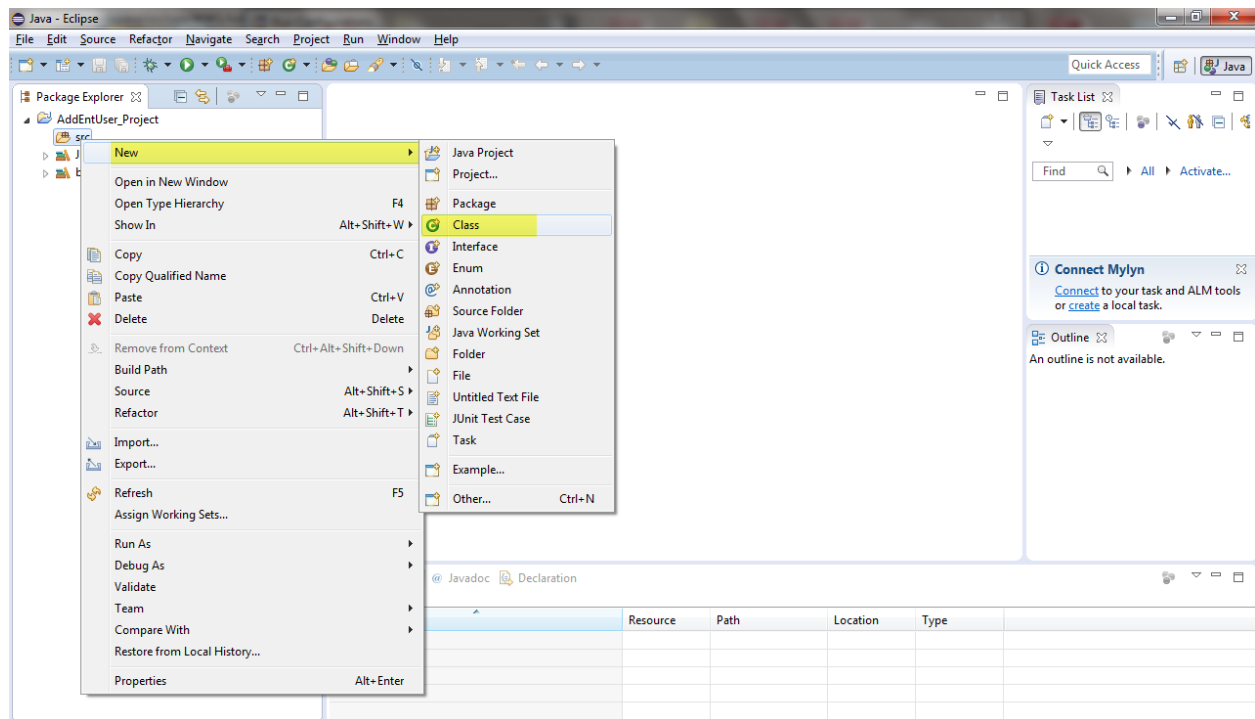 Java - Eclipse
File Edit Source Refactor Navigate Search Project Run Window Help
Quick Access
Java
Package Explorer
AddEntUser_Project
src
J
b
New
Open in New Window
Open Type Hierarchy F4
Show In Alt+Shift+W
Copy Ctrl+C
Copy Qualified Name
Paste Ctrl+V
Delete Delete
Remove from Context Ctrl+Alt+Shift+Down
Build Path
Source Alt+Shift+S
Refactor Alt+Shift+T
Import...
Export...
Refresh F5
Assign Working Sets...
Run As
Debug As
Validate
Team
Compare With
Restore from Local History...
Properties Alt+Enter
Java Project
Project...
Package
Class
Interface
Enum
Annotation
Source Folder
Java Working Set
Folder
File
Untitled Text File
JUnit Test Case
Task
Example...
Other... Ctrl+N
Task List
Find All Activate...
Connect Mylyn
Connect to your task and ALM tools
or create a local task.
Outline
An outline is not available.
@ Javadoc Declaration
Resource Path Location Type